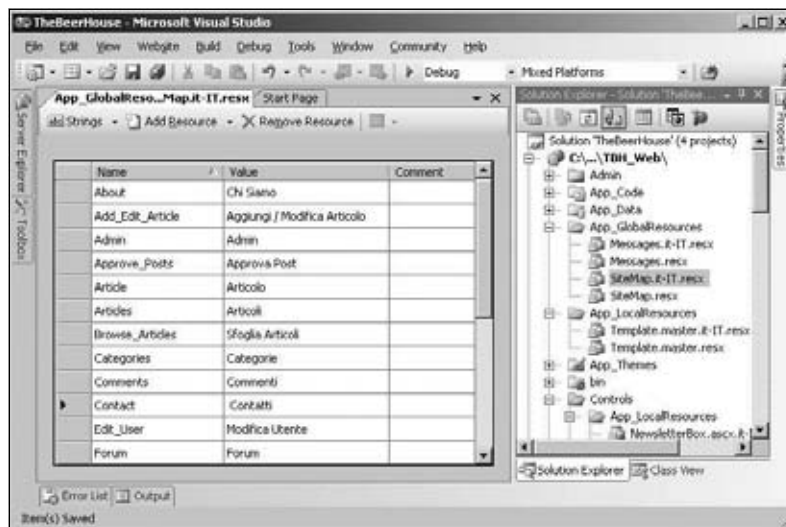 TheBeerHouse - Microsoft Visual Studio
File Edit View Website Build Debug Tools Window Community Help
Debug Mixed Platforms
App_GlobalReso...Map.it-IT.resx Start Page
Strings Add Resource Remove Resource
Name Value Comment
About Chi Siamo
Add_Edit_Article Aggiungi / Modifica Articolo
Admin Admin
Approve_Posts Approva Post
Article Articolo
Articles Articoli
Browse_Articles Sfoglia Articoli
Categories Categorie
Comments Commenti
Contact Contatti
Edit_User Modifica Utente
Forum Forum
Server Explorer
Toolbox
Solution Explorer - Solution 'TheBee...
Solution 'TheBeerHouse' (4 projects)
C:\...\TBH_Web\
Admin
App_Code
App_Data
App_GlobalResources
Messages.it-IT.resx
Messages.resx
SiteMap.it-IT.resx
SiteMap.resx
App_LocalResources
Template.master.it-IT.resx
Template.master.resx
App_Themes
bin
Controls
App_LocalResources
NewsletterBox.ascx.it-
Solution Explorer Class View
Properties
Error List Output
Item(s) Saved